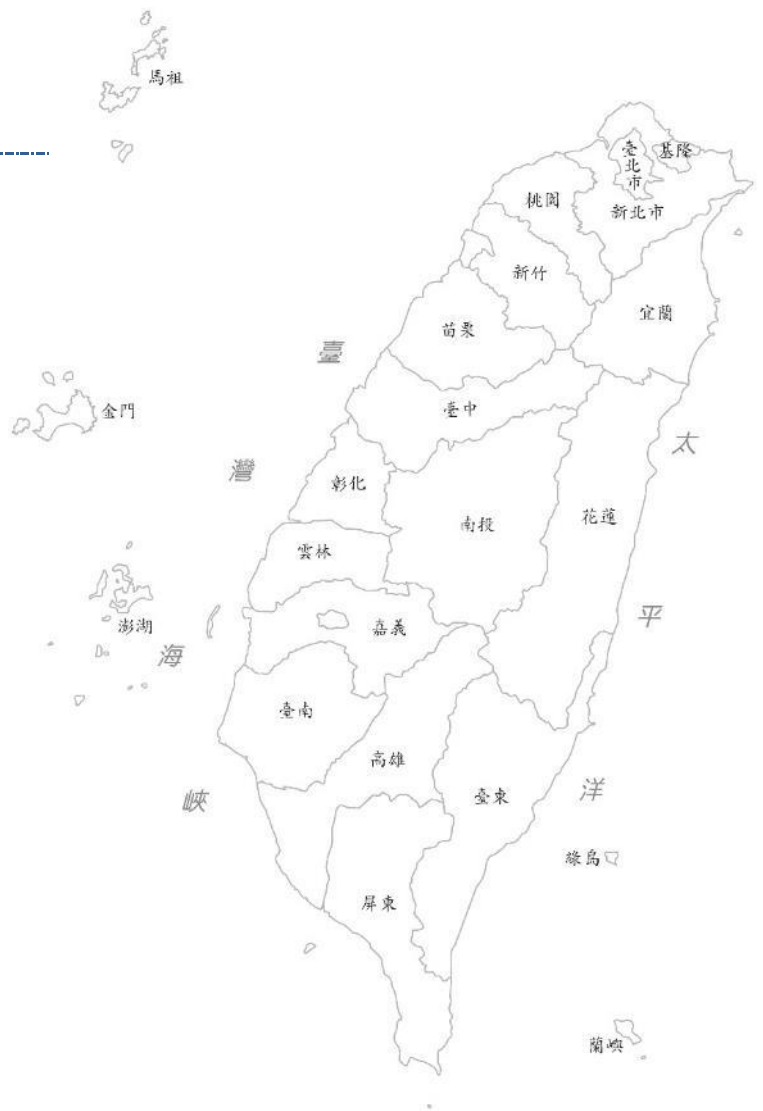 馬祖
臺北市
基隆
桃園
新北市
新竹
宜蘭
苗栗
臺中
金門
彰化
南投
花蓮
雲林
嘉義
澎湖
臺南
高雄
臺東
綠島
屏東
蘭嶼
臺灣海峽
太平洋